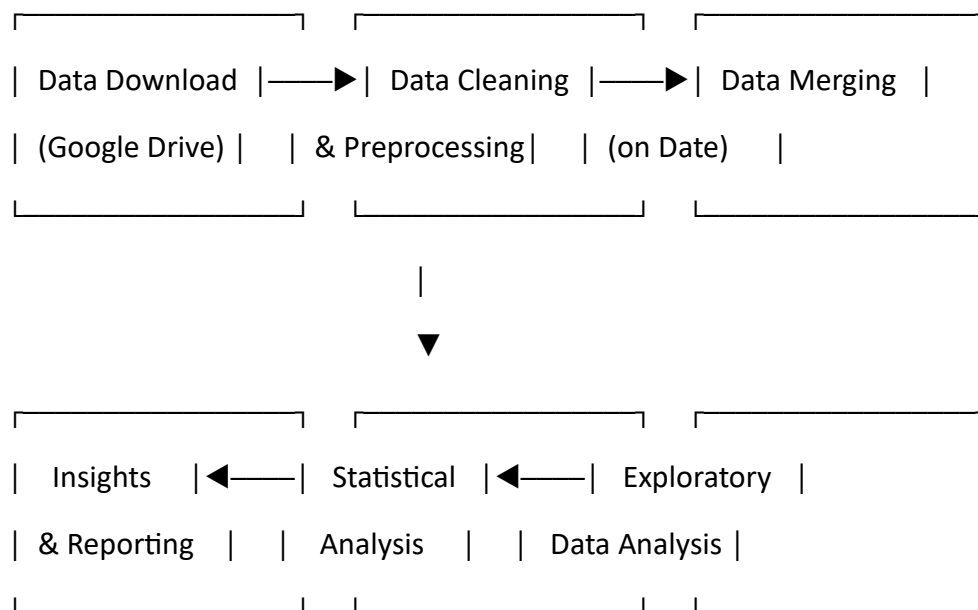 Data Download Data Cleaning Data Merging
(Google Drive) & Preprocessing (on Date)
Insights Statistical Exploratory
& Reporting Analysis Data Analysis